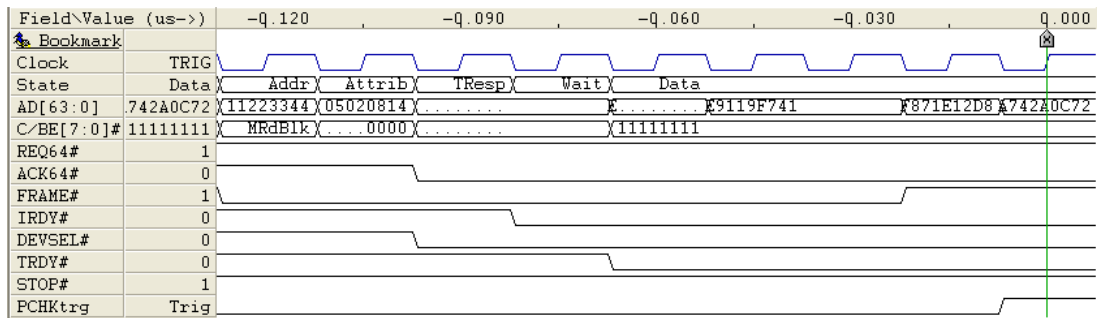 Field\Value (us->) -0.120 -0.090 -0.060 -0.030 0.000
Bookmark
Clock TRIG
State Data Addr Attrib TResp Wait Data
AD[63:0] .742A0C72 11223344 05020814 ........ E........ E9119F741 F871E12D8 A742A0C72
C/BE[7:0]# 11111111 MRdBlk ....0000 ........ 11111111
REQ64# 1
ACK64# 0
FRAME# 1
IRDY# 0
DEVSEL# 0
TRDY# 0
STOP# 1
PCHKtrg Trig